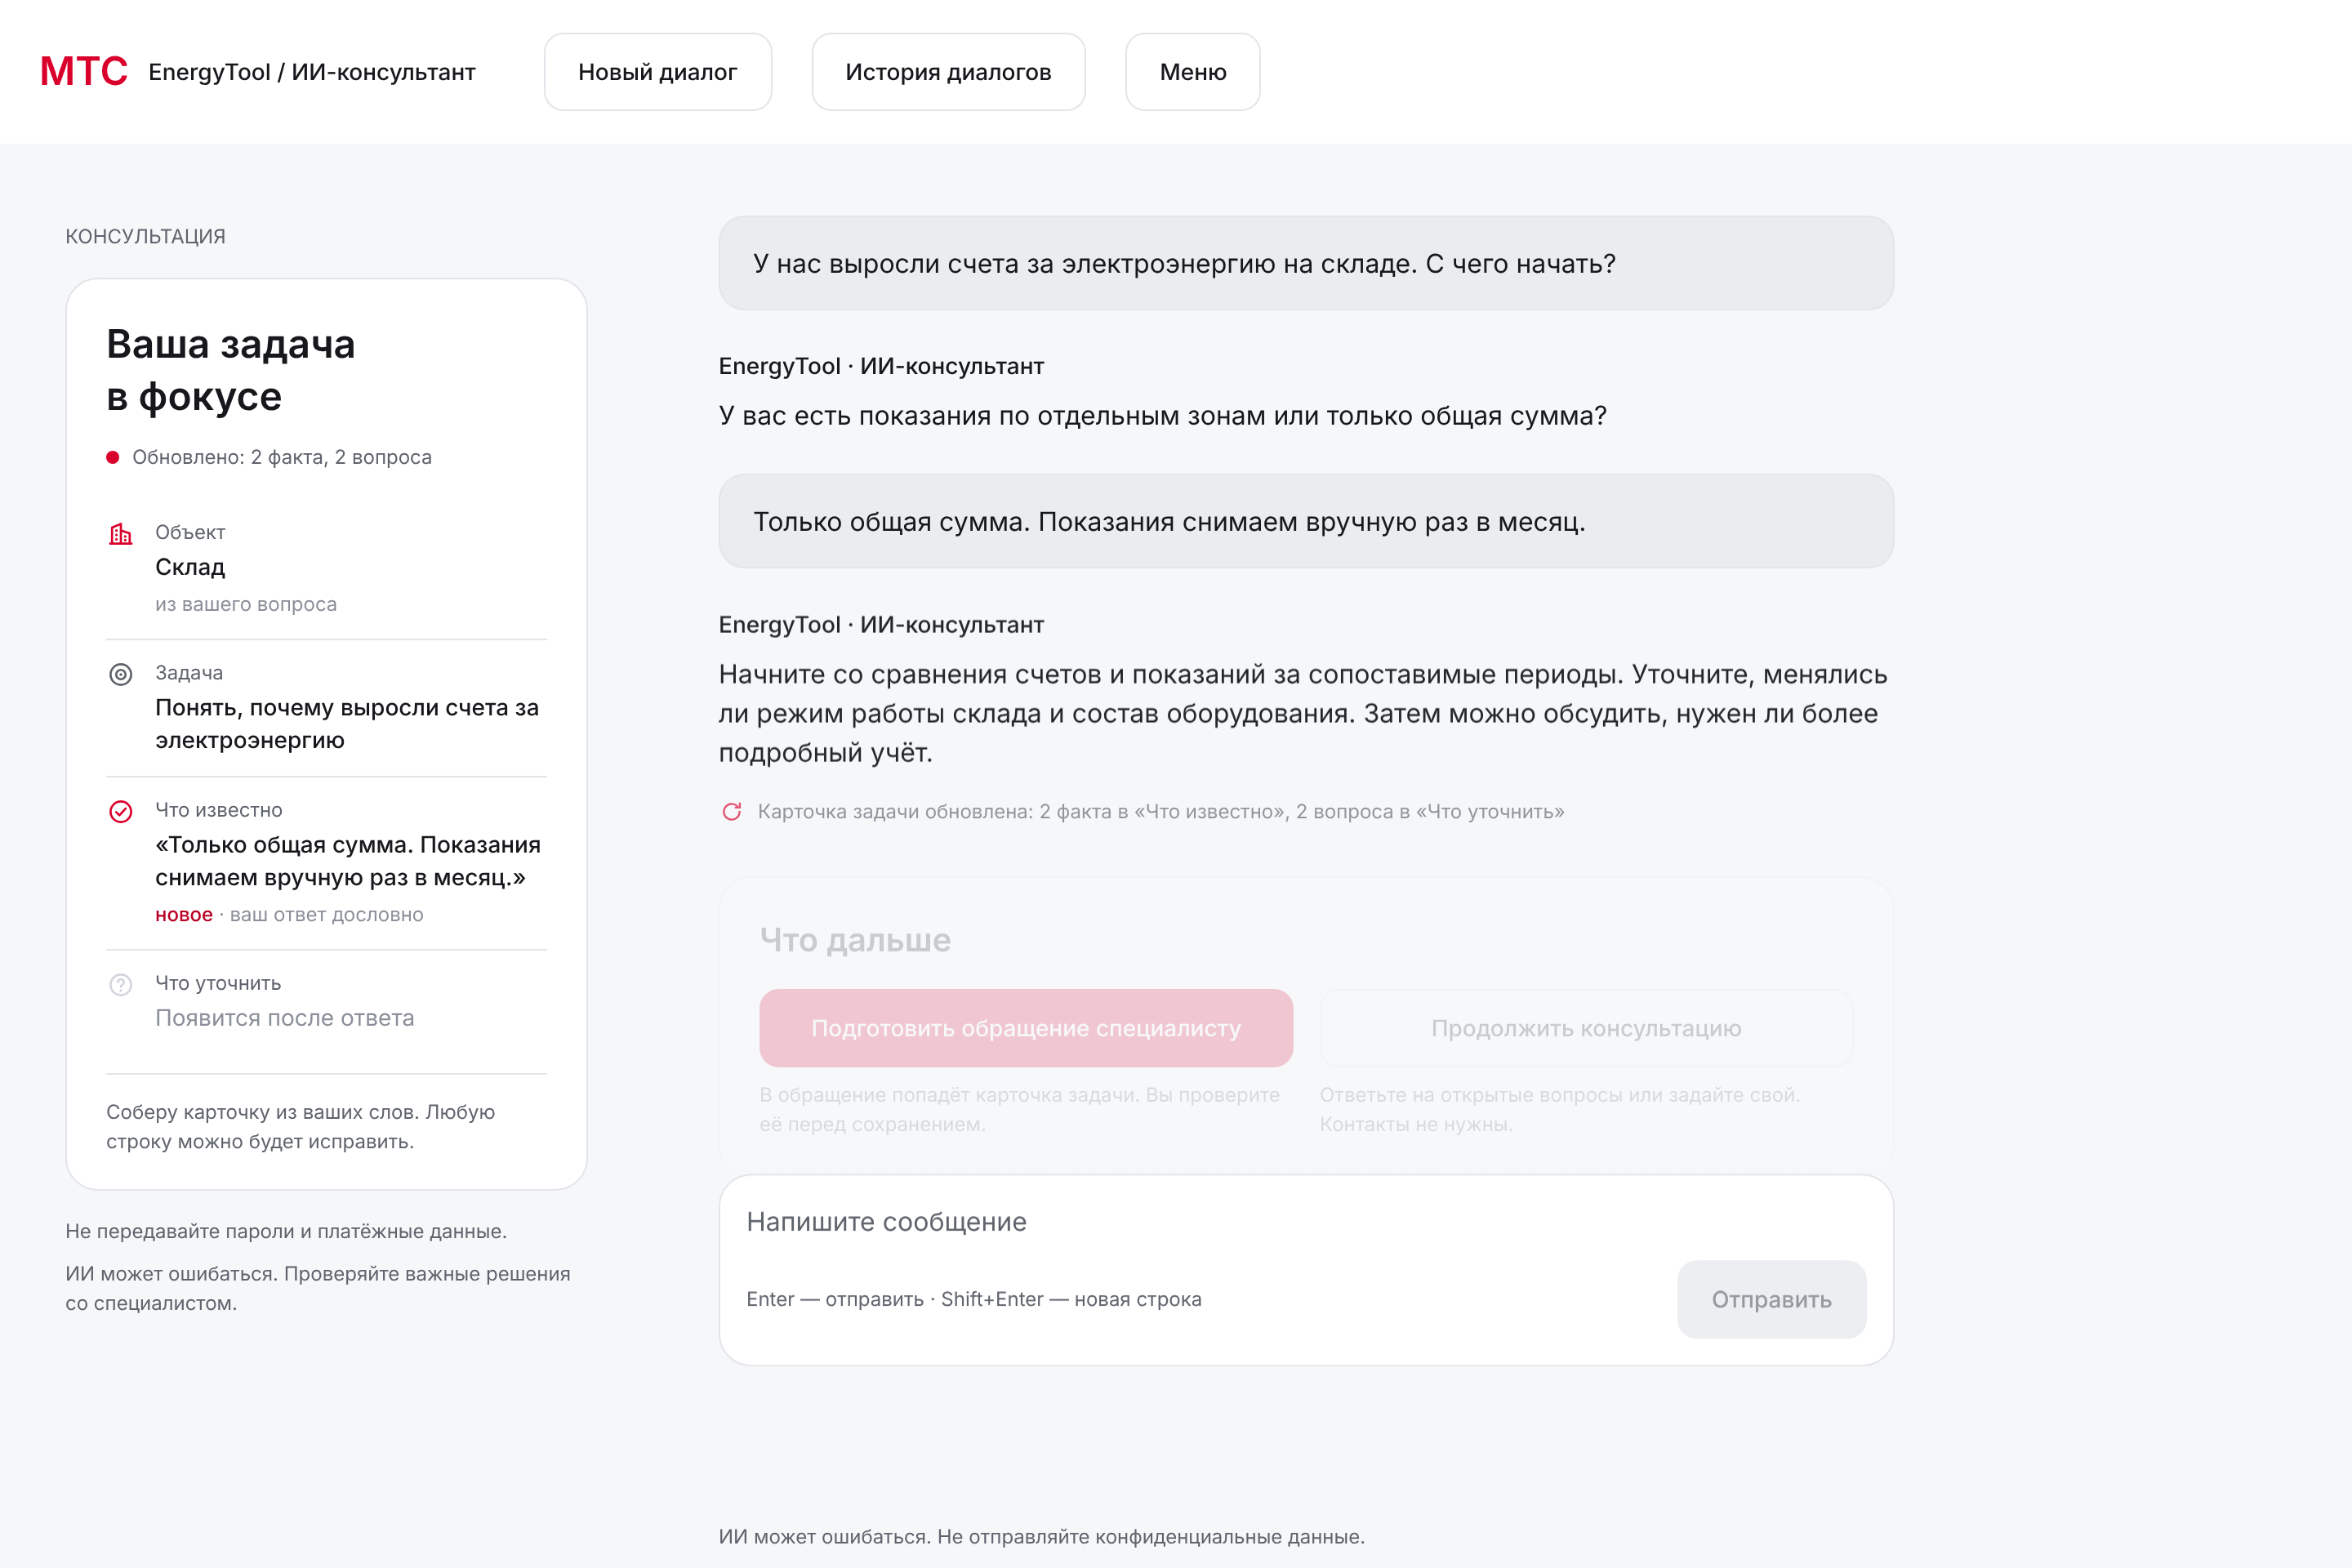 МТС EnergyTool / ИИ-консультант
Новый диалог
История диалогов
Меню
КОНСУЛЬТАЦИЯ
Ваша задача
в фокусе
Обновлено: 2 факта, 2 вопроса
Объект
Склад
из вашего вопроса
Задача
Понять, почему выросли счета за
электроэнергию
Что известно
«Только общая сумма. Показания
снимаем вручную раз в месяц.»
новое · ваш ответ дословно
Что уточнить
Появится после ответа
Соберу карточку из ваших слов. Любую
строку можно будет исправить.
Не передавайте пароли и платёжные данные.
ИИ может ошибаться. Проверяйте важные решения
со специалистом.
У нас выросли счета за электроэнергию на складе. С чего начать?
EnergyTool · ИИ-консультант
У вас есть показания по отдельным зонам или только общая сумма?
Только общая сумма. Показания снимаем вручную раз в месяц.
EnergyTool · ИИ-консультант
Начните со сравнения счетов и показаний за сопоставимые периоды. Уточните, менялись
ли режим работы склада и состав оборудования. Затем можно обсудить, нужен ли более
подробный учёт.
Карточка задачи обновлена: 2 факта в «Что известно», 2 вопроса в «Что уточнить»
Что дальше
Подготовить обращение специалисту
В обращение попадёт карточка задачи. Вы проверите
её перед сохранением.
Продолжить консультацию
Ответьте на открытые вопросы или задайте свой.
Контакты не нужны.
Напишите сообщение
Enter — отправить · Shift+Enter — новая строка
Отправить
ИИ может ошибаться. Не отправляйте конфиденциальные данные.